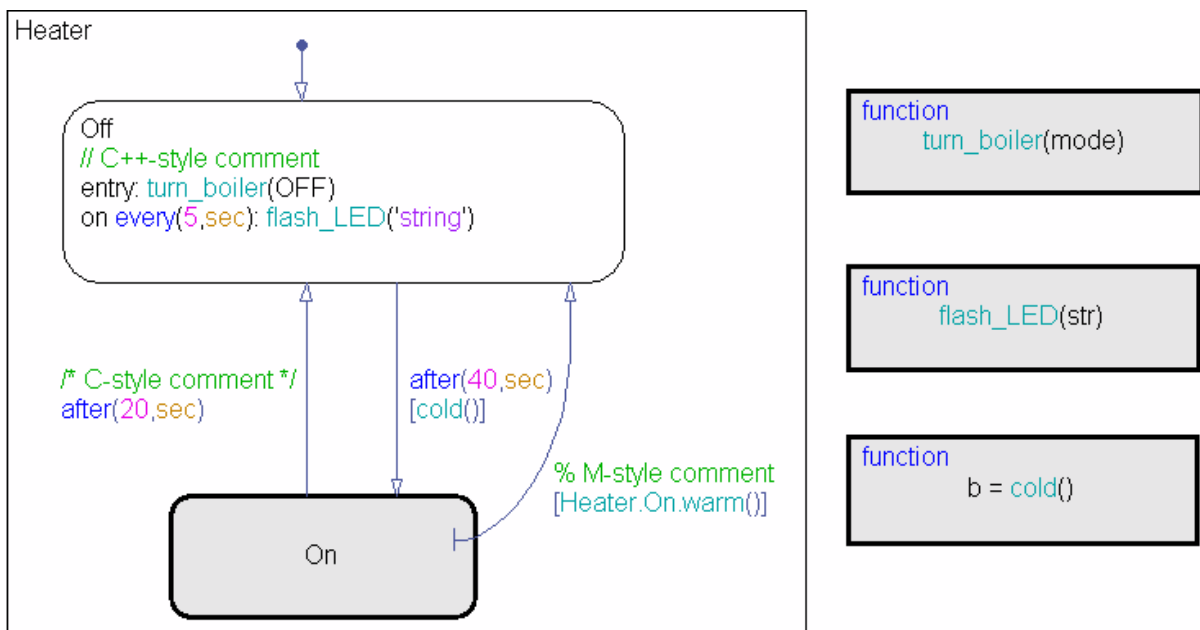 Heater
Off
// C++-style comment
entry: turn_boiler(OFF)
on every(5,sec): flash_LED('string')
/* C-style comment */
after(20,sec)
after(40,sec)
[cold()]
% M-style comment
[Heater.On.warm()]
On
function
turn_boiler(mode)
function
flash_LED(str)
function
b = cold()